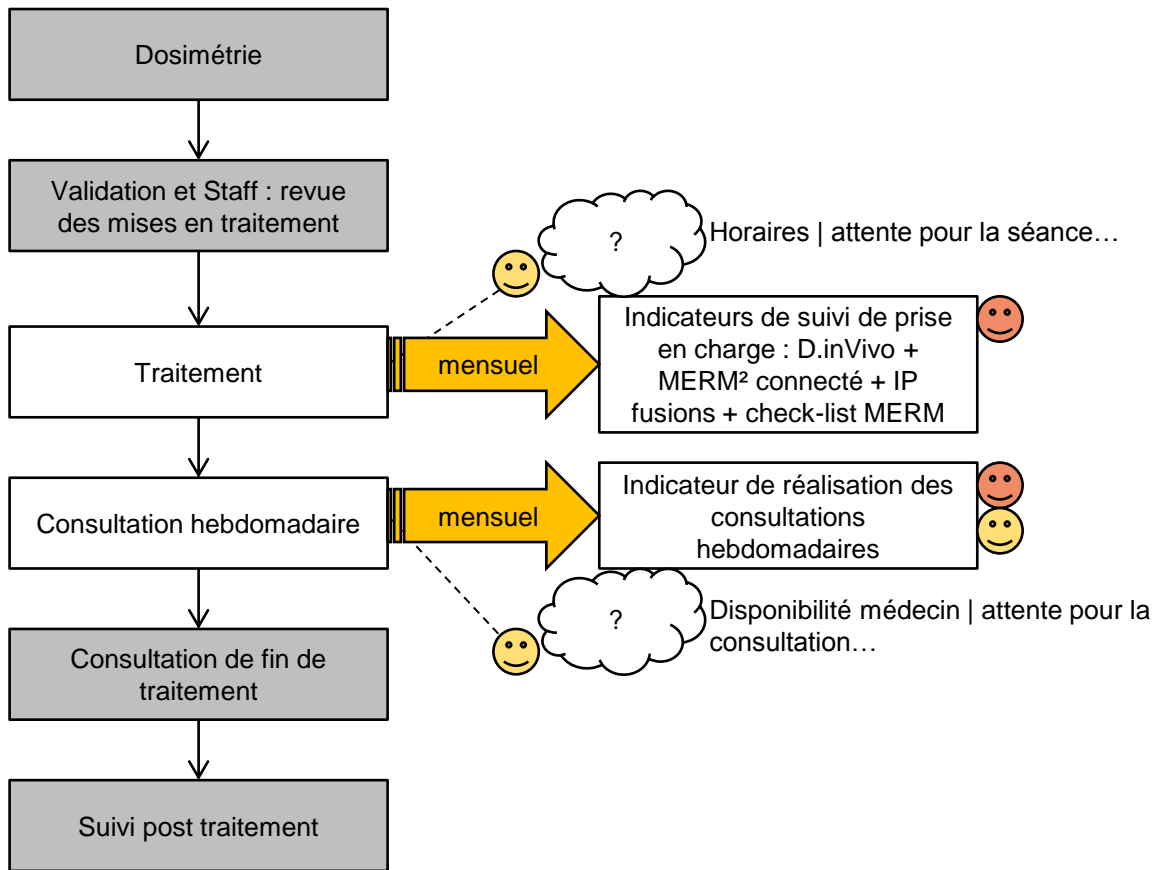 Dosimétrie
Validation et Staff : revue
des mises en traitement
?
Horaires | attente pour la séance…
Traitement
mensuel
Indicateurs de suivi de prise
en charge : D.inVivo +
MERM² connecté + IP
fusions + check-list MERM
Consultation hebdomadaire
mensuel
Indicateur de réalisation des
consultations
hebdomadaires
?
Disponibilité médecin | attente pour la
consultation…
Consultation de fin de
traitement
Suivi post traitement